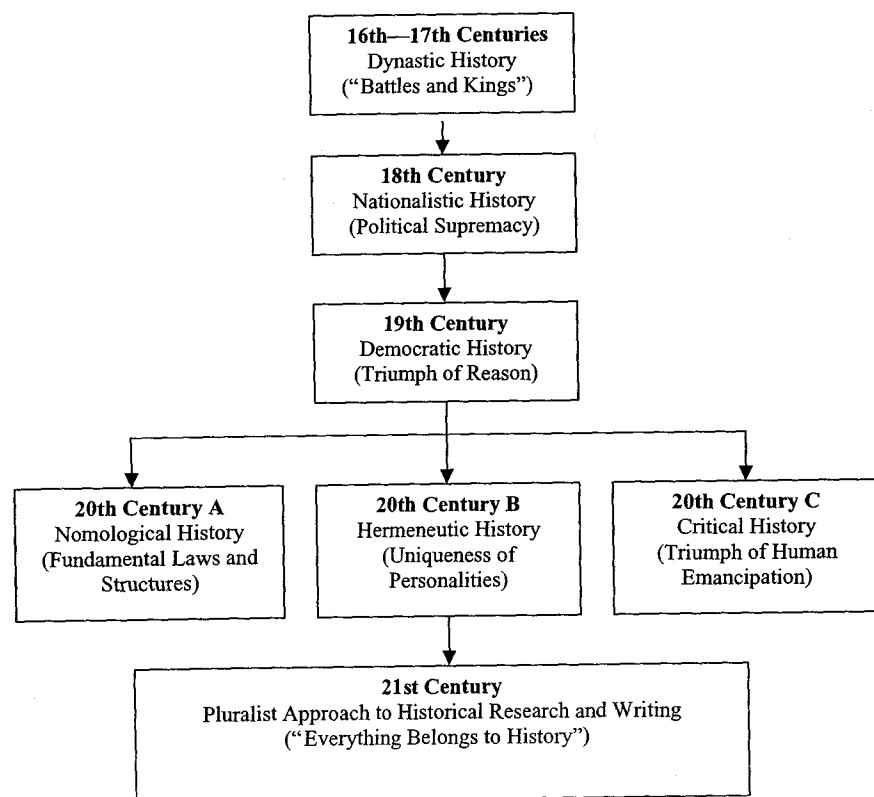 16th—17th Centuries
Dynastic History
(“Battles and Kings”)
18th Century
Nationalistic History
(Political Supremacy)
19th Century
Democratic History
(Triumph of Reason)
20th Century A
Nomological History
(Fundamental Laws and
Structures)
20th Century B
Hermeneutic History
(Uniqueness of
Personalities)
20th Century C
Critical History
(Triumph of Human
Emancipation)
21st Century
Pluralist Approach to Historical Research and Writing
(“Everything Belongs to History”)